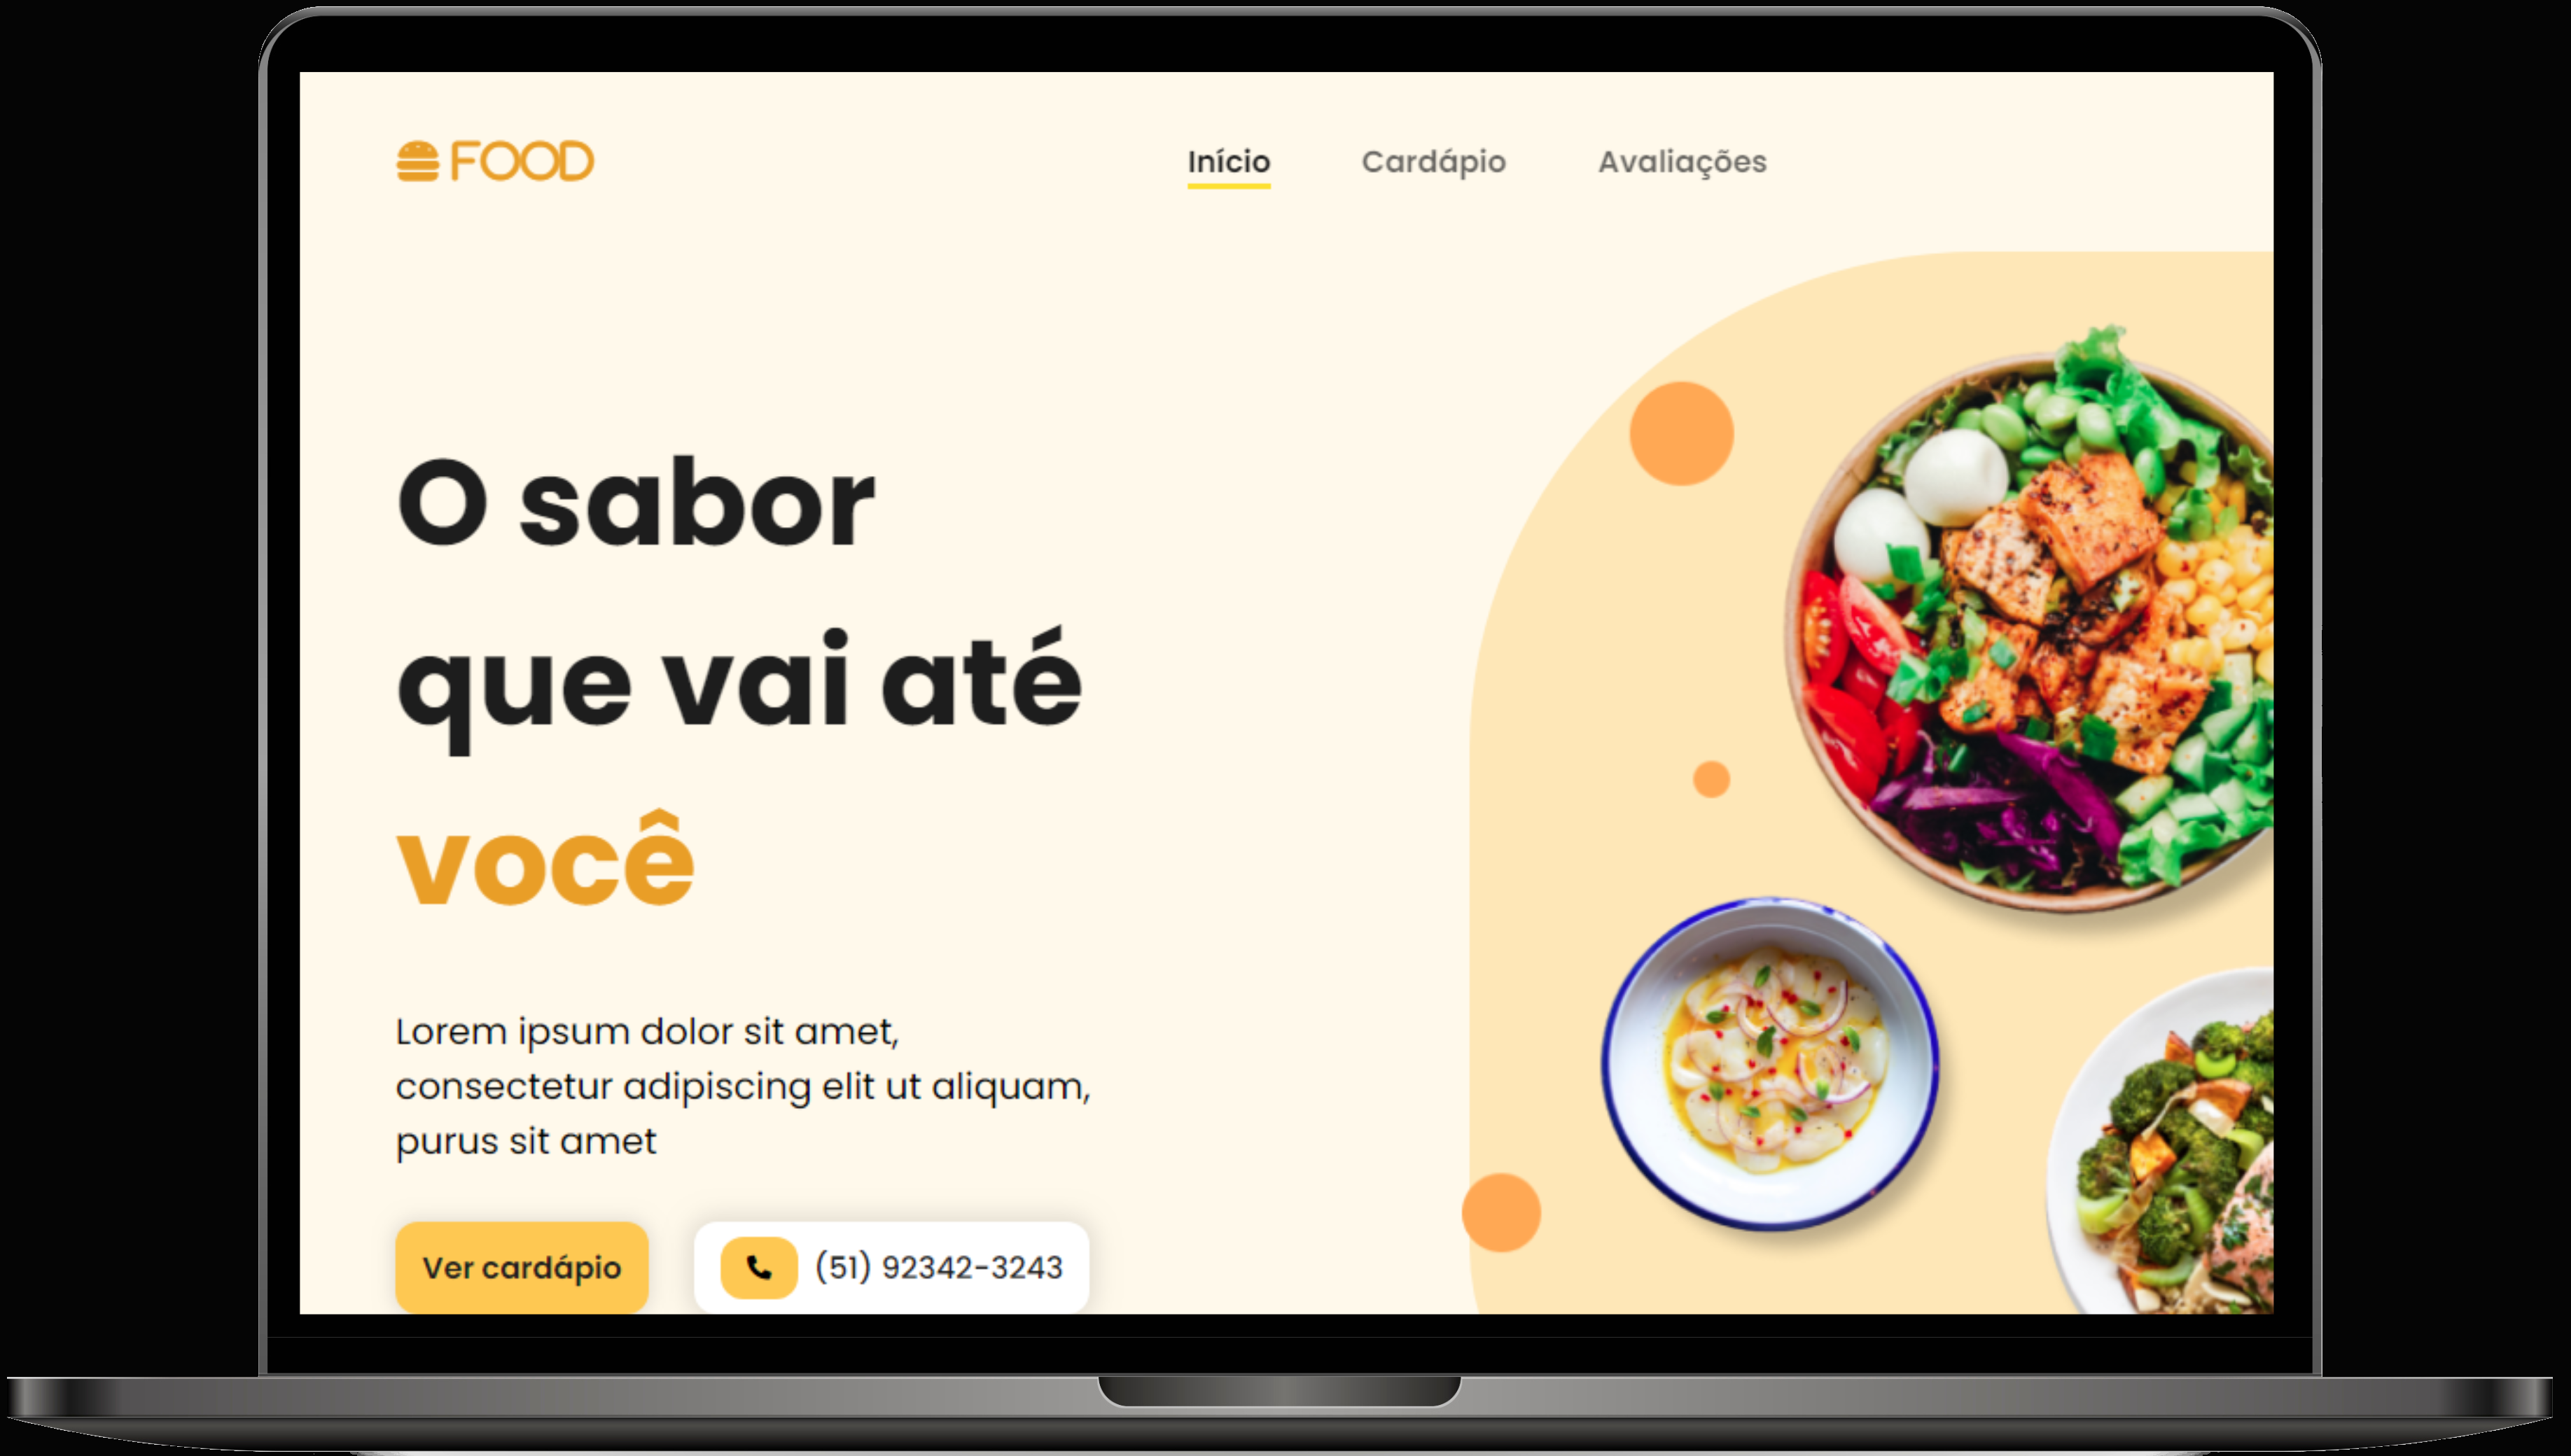 FOOD
Início
Cardápio
Avaliações
O sabor
que vai até
você
Lorem ipsum dolor sit amet,
consectetur adipiscing elit ut aliquam,
purus sit amet
Ver cardápio
(51) 92342-3243